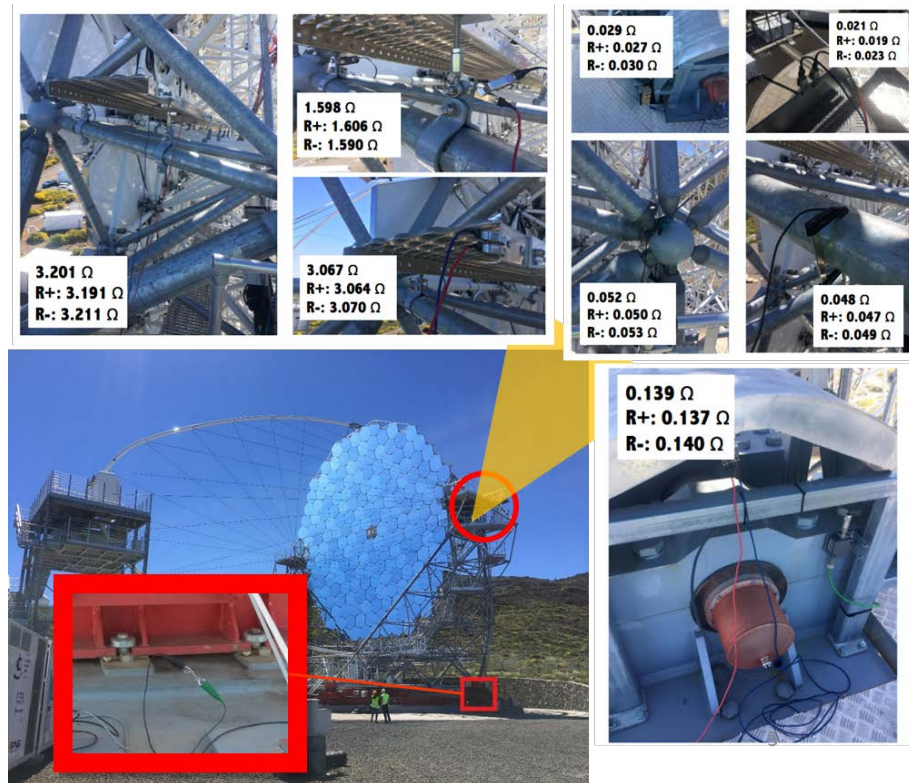 3.201 Ω
R+: 3.191 Ω
R-: 3.211 Ω
1.598 Ω
R+: 1.606 Ω
R-: 1.590 Ω
3.067 Ω
R+: 3.064 Ω
R-: 3.070 Ω
0.029 Ω
R+: 0.027 Ω
R-: 0.030 Ω
0.021 Ω
R+: 0.019 Ω
R-: 0.023 Ω
0.052 Ω
R+: 0.050 Ω
R-: 0.053 Ω
0.048 Ω
R+: 0.047 Ω
R-: 0.049 Ω
0.139 Ω
R+: 0.137 Ω
R-: 0.140 Ω